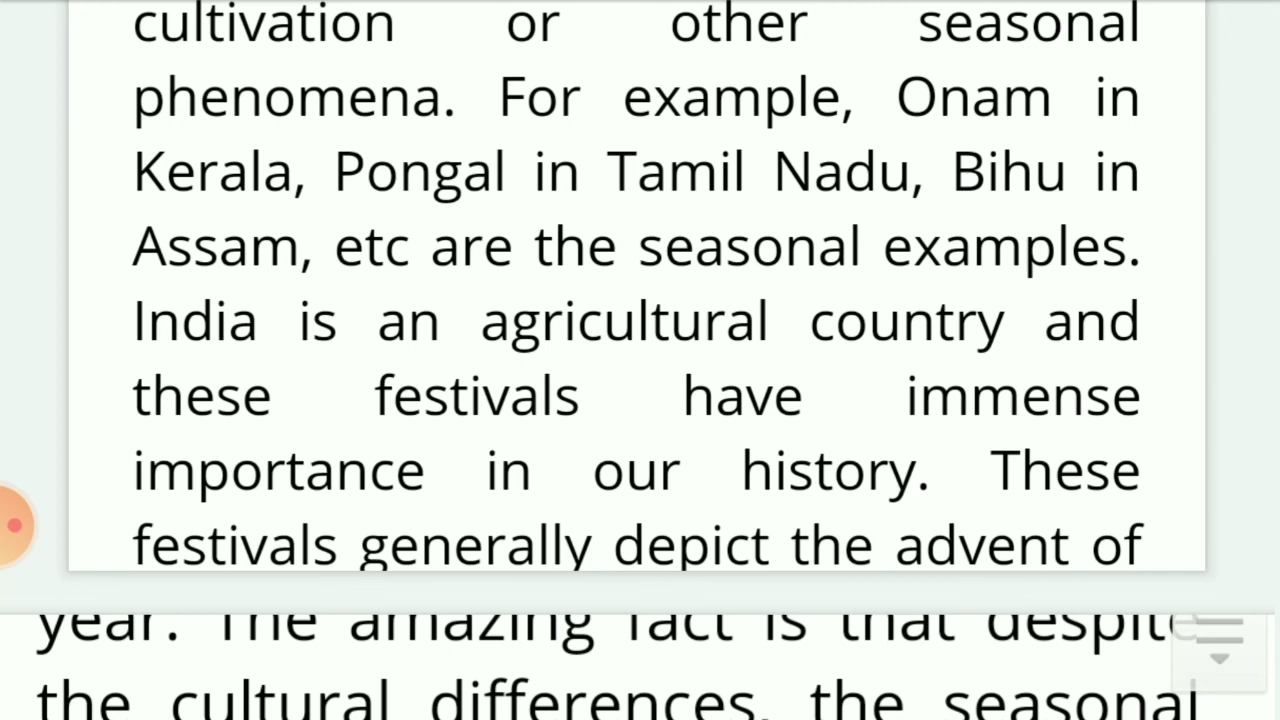 cultivation or other seasonal
phenomena. For example, Onam in
Kerala, Pongal in Tamil Nadu, Bihu in
Assam, etc are the seasonal examples.
India is an agricultural country and
these festivals have immense
importance in our history. These
festivals generally depict the advent of
year. The amazing fact is that despite
the cultural differences, the seasonal